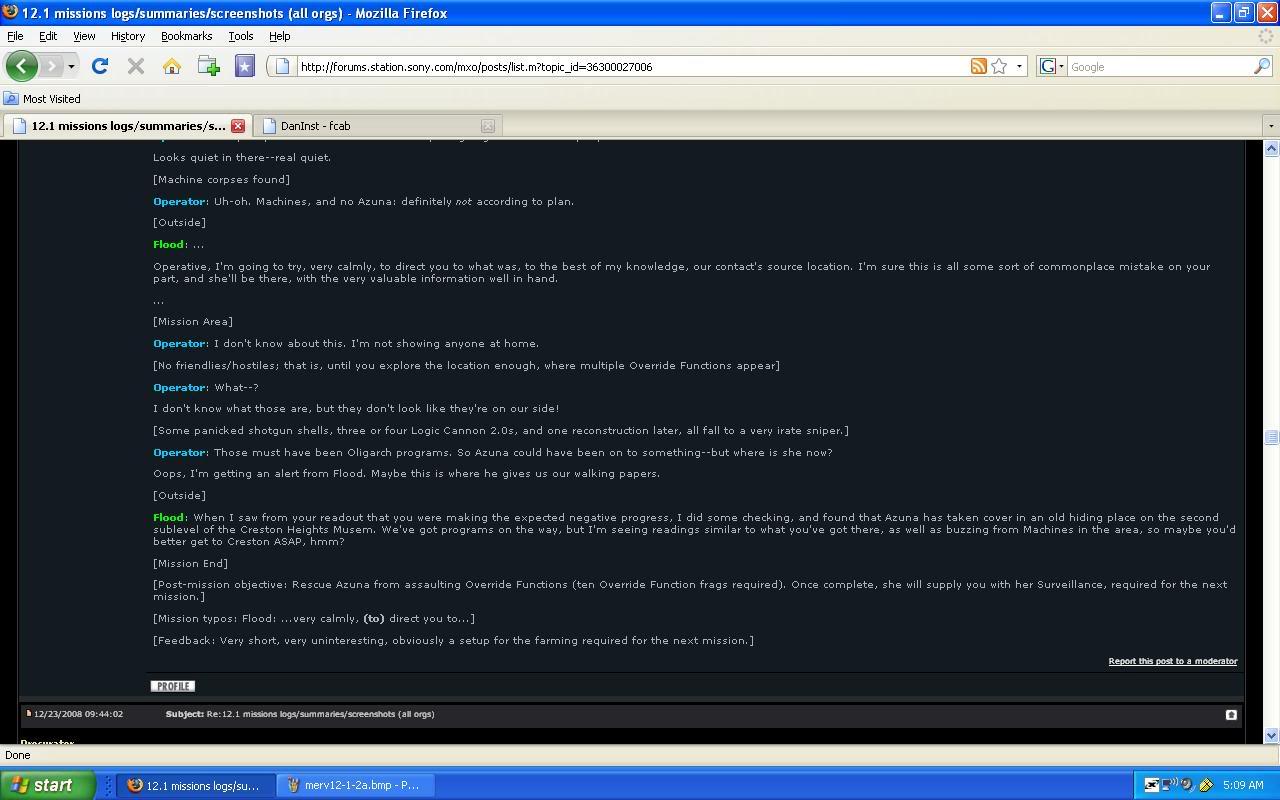 12.1 missions logs/summaries/screenshots (all orgs) - Mozilla Firefox
File Edit View History Bookmarks Tools Help
http://forums.station.sony.com/mxo/posts/list.m?topic_id=36300027006
G Google
Most Visited
12.1 missions logs/summaries/s... DanInst - fcab
Looks quiet in there--real quiet.
[Machine corpses found]
Operator: Uh-oh. Machines, and no Azuna: definitely not according to plan.
[Outside]
Flood: ...
Operative, I'm going to try, very calmly, to direct you to what was, to the best of my knowledge, our contact's source location. I'm sure this is all some sort of commonplace mistake on your
part, and she'll be there, with the very valuable information well in hand.
...
[Mission Area]
Operator: I don't know about this. I'm not showing anyone at home.
[No friendlies/hostiles; that is, until you explore the location enough, where multiple Override Functions appear]
Operator: What--?
I don't know what those are, but they don't look like they're on our side!
[Some panicked shotgun shells, three or four Logic Cannon 2.0s, and one reconstruction later, all fall to a very irate sniper.]
Operator: Those must have been Oligarch programs. So Azuna could have been on to something--but where is she now?
Oops, I'm getting an alert from Flood. Maybe this is where he gives us our walking papers.
[Outside]
Flood: When I saw from your readout that you were making the expected negative progress, I did some checking, and found that Azuna has taken cover in an old hiding place on the second
sublevel of the Creston Heights Musem. We've got programs on the way, but I'm seeing readings similar to what you've got there, as well as buzzing from Machines in the area, so maybe you'd
better get to Creston ASAP, hmm?
[Mission End]
[Post-mission objective: Rescue Azuna from assaulting Override Functions (ten Override Function frags required). Once complete, she will supply you with her Surveillance, required for the next
mission.]
[Mission typos: Flood: ...very calmly, (to) direct you to...]
[Feedback: Very short, very uninteresting, obviously a setup for the farming required for the next mission.]
Report this post to a moderator
PROFILE
12/23/2008 09:44:02 Subject: Re:12.1 missions logs/summaries/screenshots (all orgs)
Procurator
Done
start 12.1 missions logs/su... merv12-1-2a.bmp - P... 5:09 AM